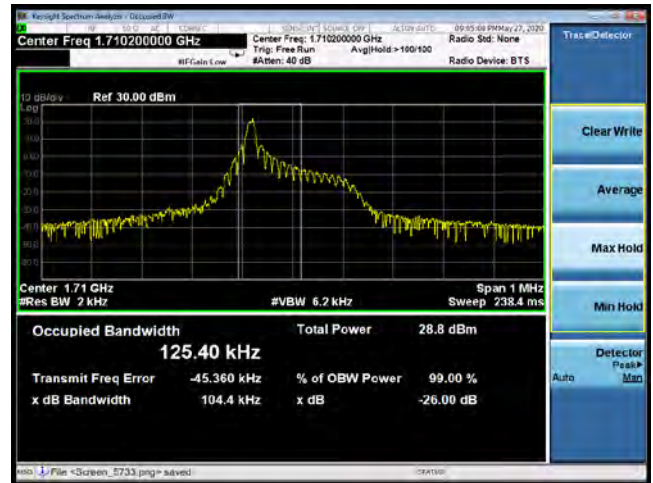 Keysight Spectrum Analyzer - Occupied BW
Center Freq 1.710200000 GHz
Center Freq: 1.710200000 GHz
Trig: Free Run Avg|Hold:>100/100
#IFGain:Low #Atten: 40 dB
09:45:08 PM May 27, 2020
Radio Std: None
Radio Device: BTS
Trace/Detector
10 dB/div Ref 30.00 dBm
Log
Clear Write
Average
Max Hold
Min Hold
Center 1.71 GHz Span 1 MHz
#Res BW 2 kHz #VBW 6.2 kHz Sweep 238.4 ms
Occupied Bandwidth Total Power 28.8 dBm
125.40 kHz
Transmit Freq Error -45.360 kHz % of OBW Power 99.00 %
x dB Bandwidth 104.4 kHz x dB -26.00 dB
Detector
Peak▶
Auto Man
MSG File <Screen_5733.png> saved STATUS